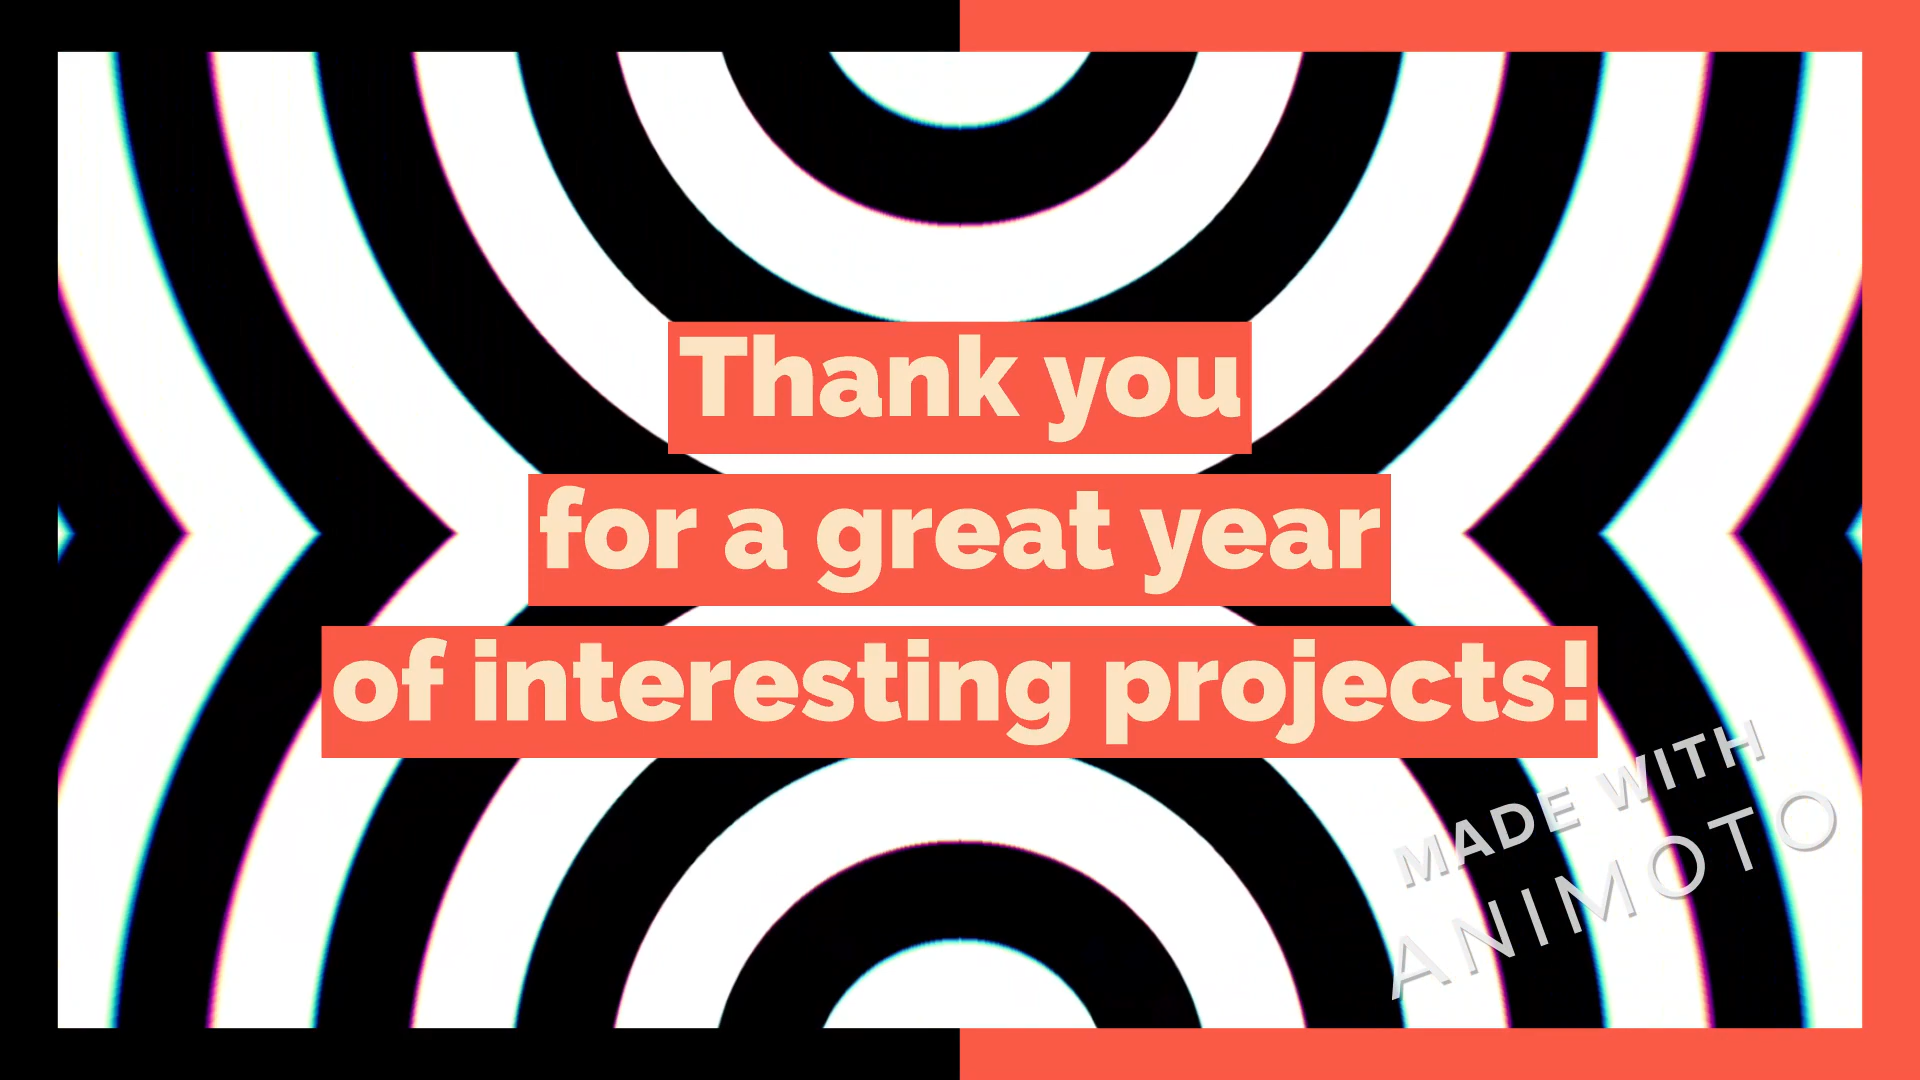 Thank you
for a great year
of interesting projects!
MADE WITH
ANIMOTO